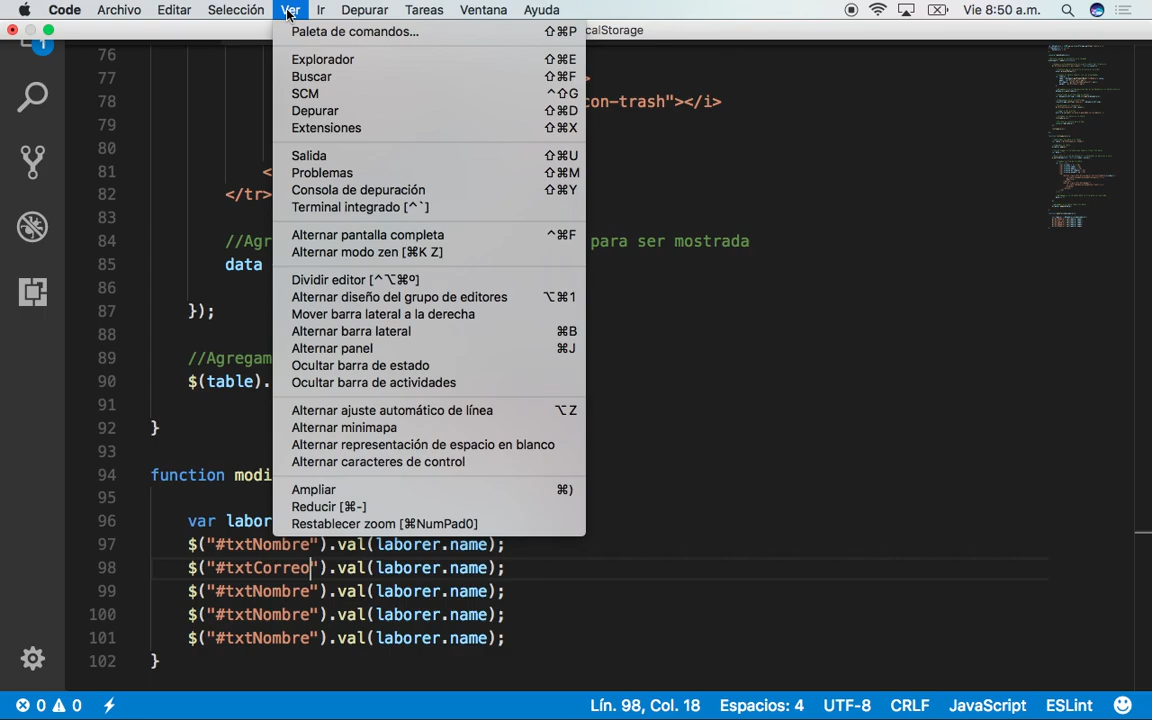 Code Archivo Editar Selección Ver Ir Depurar Tareas Ventana Ayuda Vie 8:50 a.m.
calStorage
1
Paleta de comandos... ⇧⌘P
Explorador ⇧⌘E
Buscar ⇧⌘F
SCM ^⇧G
Depurar ⇧⌘D
Extensiones ⇧⌘X
Salida ⇧⌘U
Problemas ⇧⌘M
Consola de depuración ⇧⌘Y
Terminal integrado [^`]
Alternar pantalla completa ^⌘F
Alternar modo zen [⌘K Z]
Dividir editor [^⌥⌘º]
Alternar diseño del grupo de editores ⌥⌘1
Mover barra lateral a la derecha
Alternar barra lateral ⌘B
Alternar panel ⌘J
Ocultar barra de estado
Ocultar barra de actividades
Alternar ajuste automático de línea ⌥Z
Alternar minimapa
Alternar representación de espacio en blanco
Alternar caracteres de control
Ampliar ⌘)
Reducir [⌘-]
Restablecer zoom [⌘NumPad0]
76
77 >
78 con-trash"></i>
79
80
81 <
82 </tr>
83
84 //Agr para ser mostrada
85 data
86
87 });
88
89 //Agregam
90 $(table).
91
92 }
93
94 function modi
95
96 var labor
97 $("#txtNombre").val(laborer.name);
98 $("#txtCorreo").val(laborer.name);
99 $("#txtNombre").val(laborer.name);
100 $("#txtNombre").val(laborer.name);
101 $("#txtNombre").val(laborer.name);
102 }
0 0 Lín. 98, Col. 18 Espacios: 4 UTF-8 CRLF JavaScript ESLint